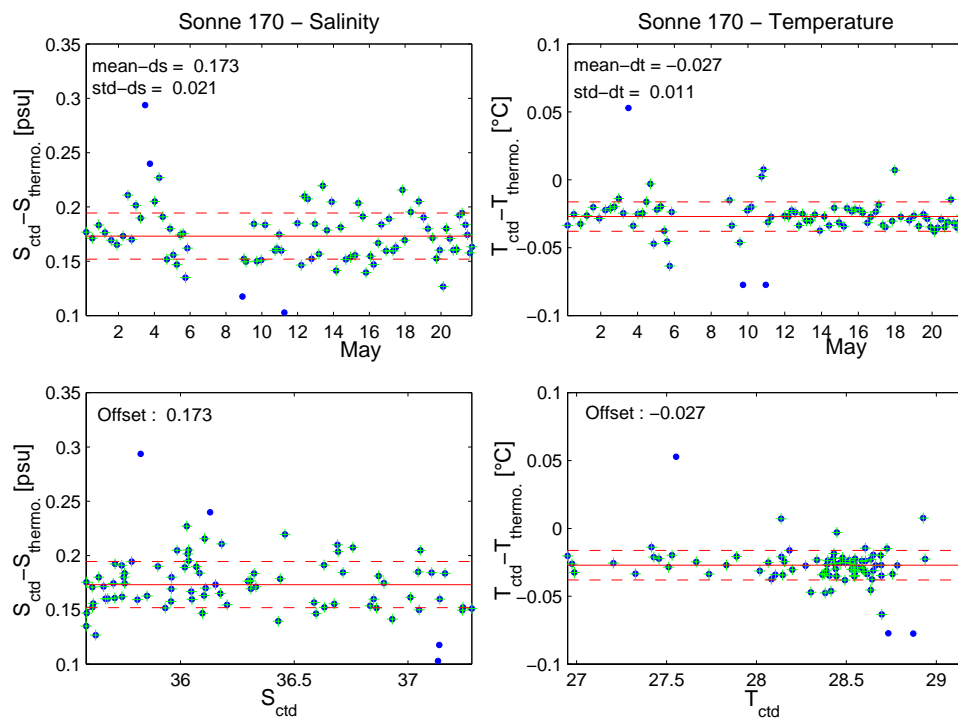 Sonne 170 − Salinity
0.35
0.3
0.25
0.2
0.15
0.1
S_ctd−S_thermo. [psu]
mean−ds = 0.173
std−ds = 0.021
2 4 6 8 10 12 14 16 18 20
May
Sonne 170 − Temperature
0.1
0.05
0
−0.05
−0.1
T_ctd−T_thermo. [°C]
mean−dt = −0.027
std−dt = 0.011
2 4 6 8 10 12 14 16 18 20
May
0.35
0.3
0.25
0.2
0.15
0.1
S_ctd−S_thermo. [psu]
Offset : 0.173
36 36.5 37
S_ctd
0.1
0.05
0
−0.05
−0.1
T_ctd−T_thermo. [°C]
Offset : −0.027
27 27.5 28 28.5 29
T_ctd